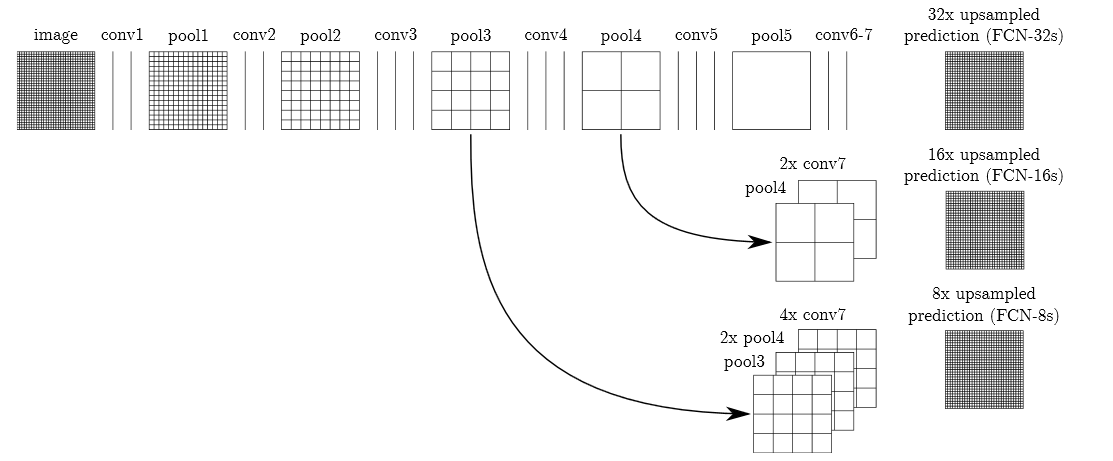 image conv1 pool1 conv2 pool2 conv3 pool3 conv4 pool4 conv5 pool5 conv6-7
32x upsampled
prediction (FCN-32s)
2x conv7
pool4
16x upsampled
prediction (FCN-16s)
4x conv7
2x pool4
pool3
8x upsampled
prediction (FCN-8s)